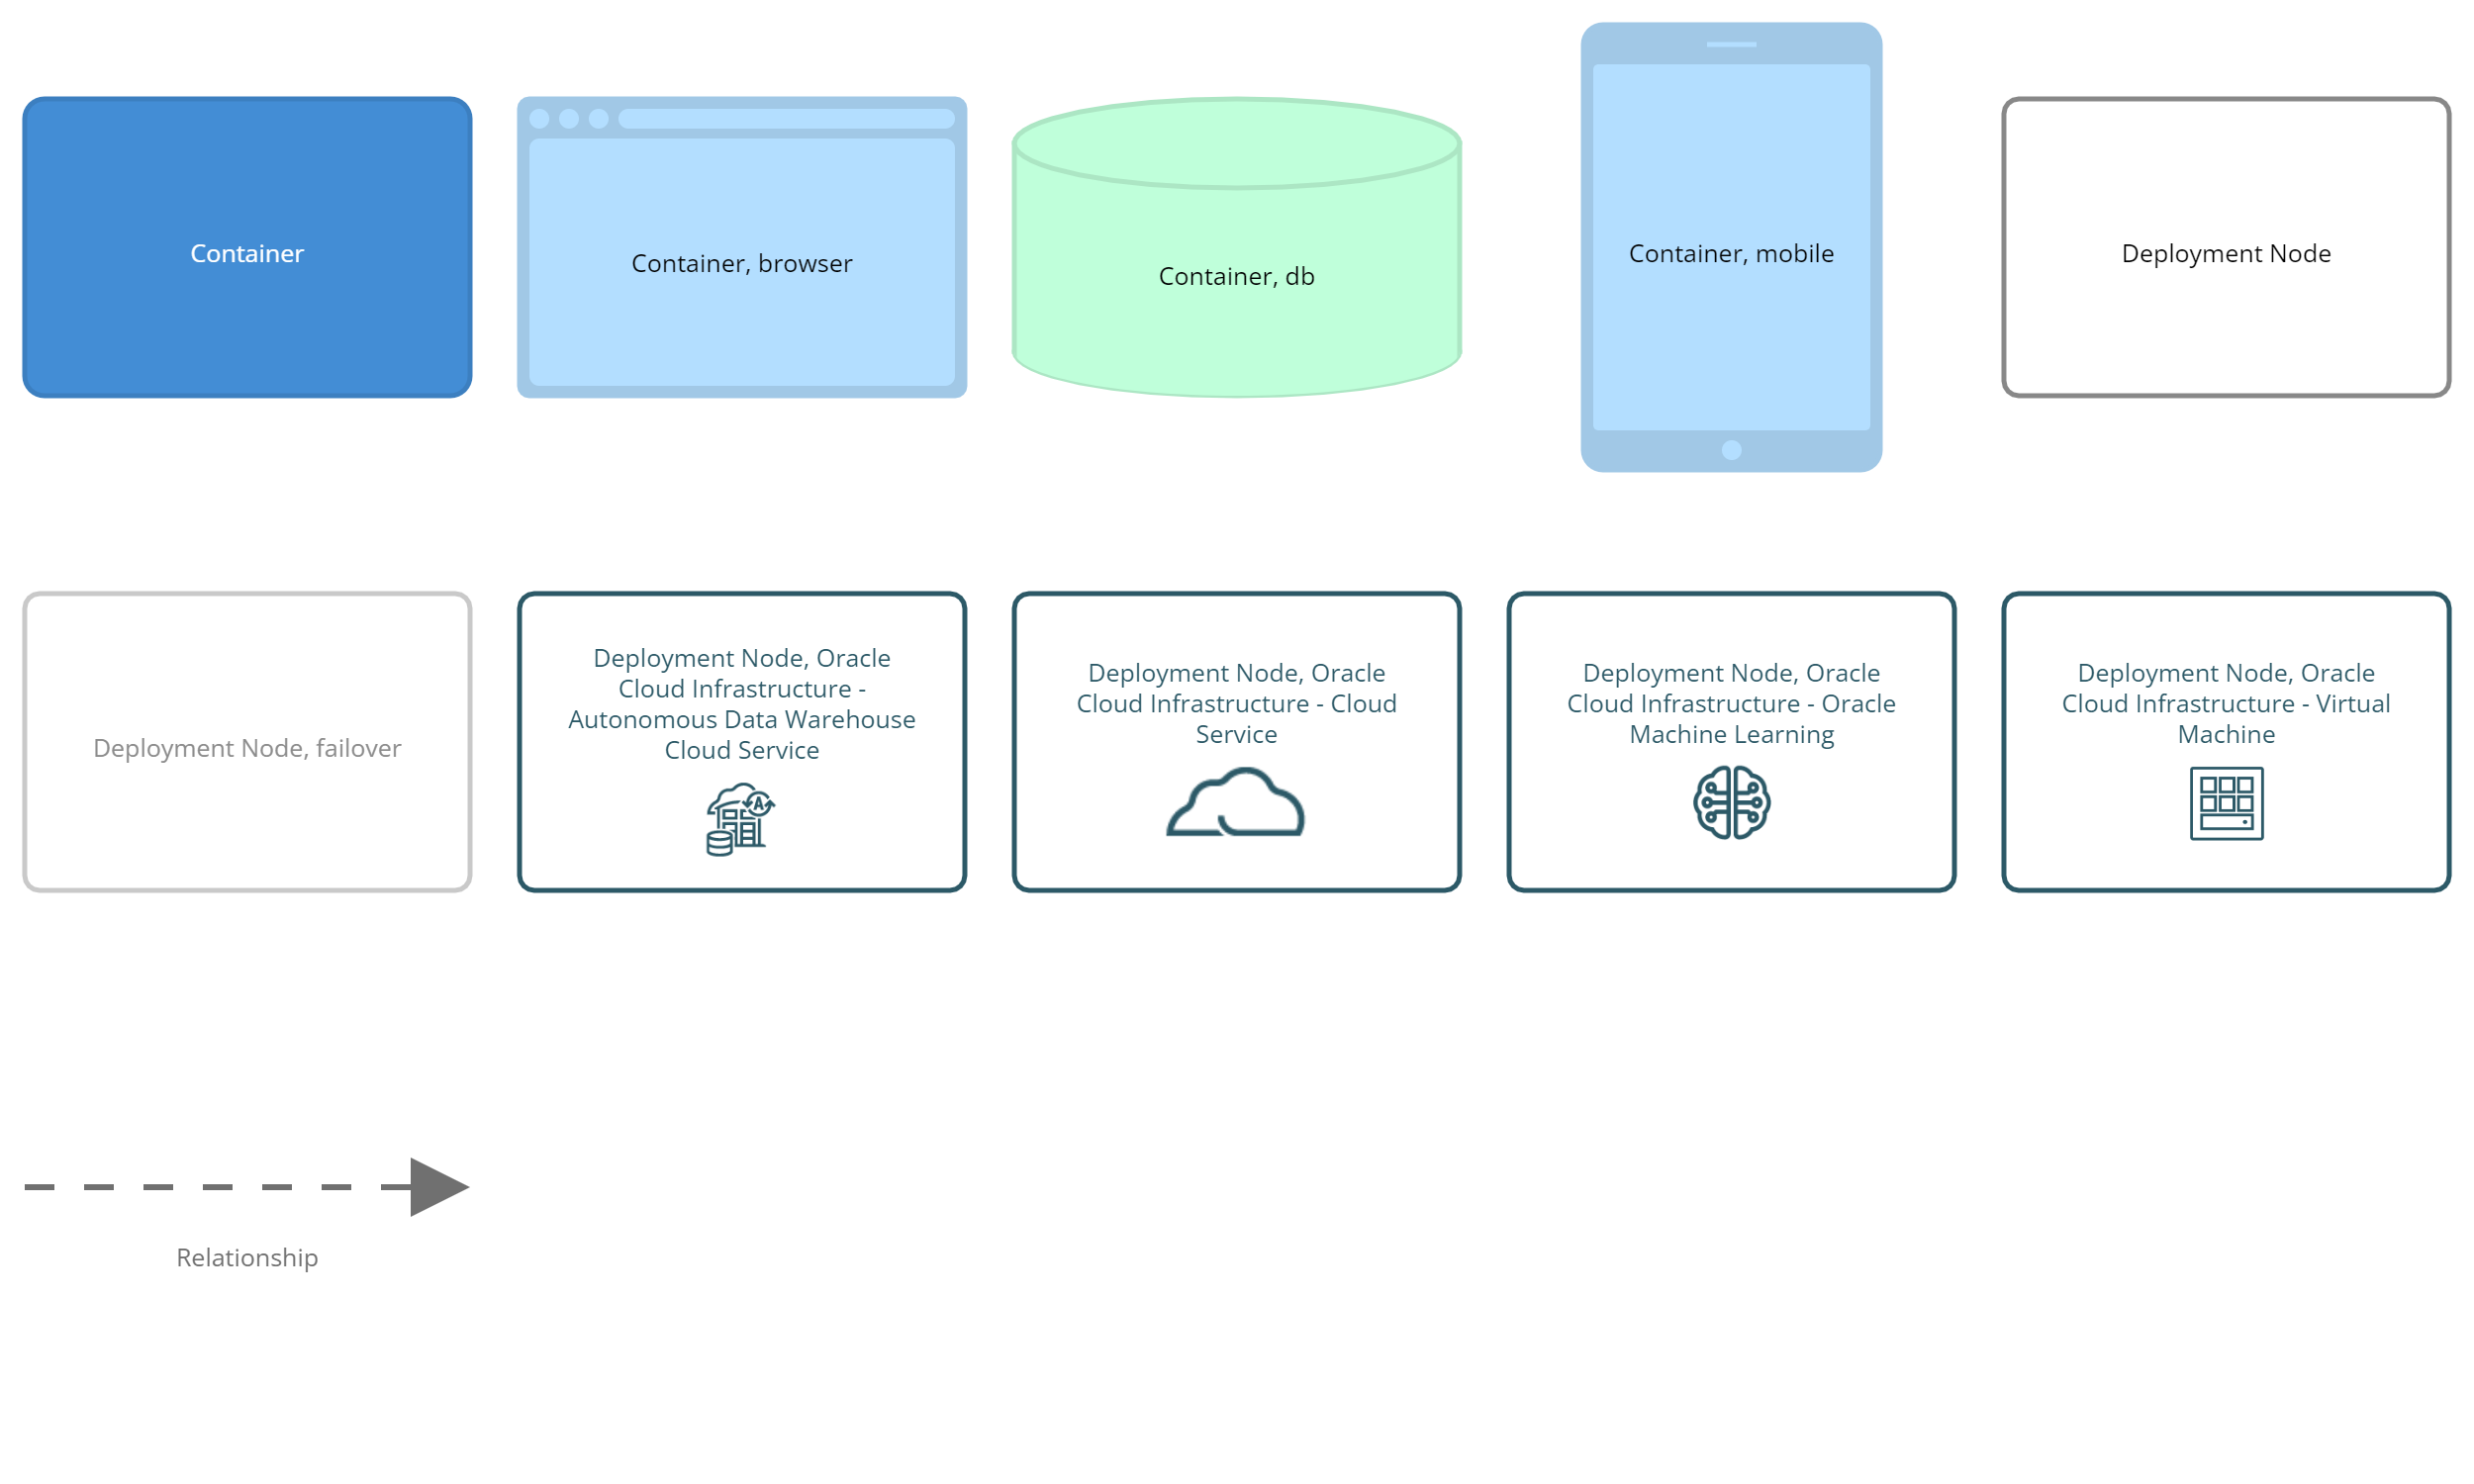 Container
Container, browser
Container, db
Container, mobile
Deployment Node
Deployment Node, failover
Deployment Node, Oracle
Cloud Infrastructure -
Autonomous Data Warehouse
Cloud Service
A
Deployment Node, Oracle
Cloud Infrastructure - Cloud
Service
Deployment Node, Oracle
Cloud Infrastructure - Oracle
Machine Learning
Deployment Node, Oracle
Cloud Infrastructure - Virtual
Machine
Relationship